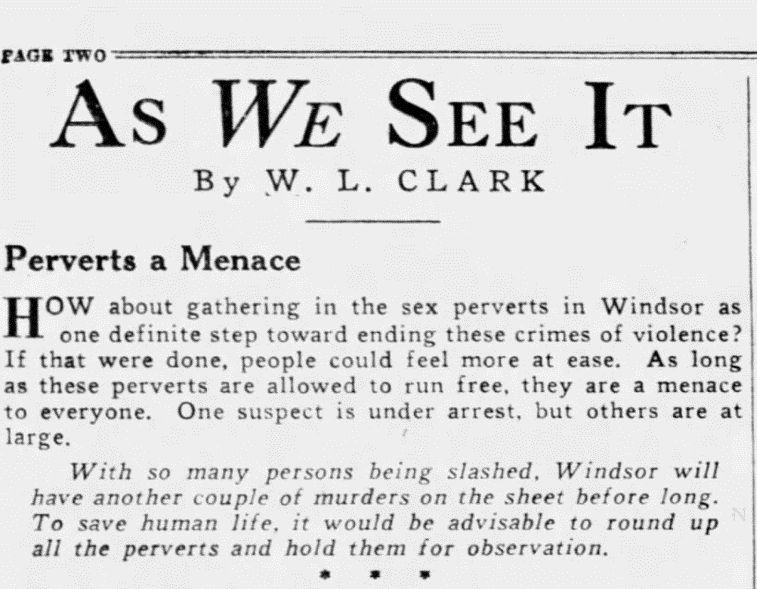 PAGE TWO
As We See It
By W. L. CLARK
Perverts a Menace
HOW about gathering in the sex perverts in Windsor as
one definite step toward ending these crimes of violence?
If that were done, people could feel more at ease. As long
as these perverts are allowed to run free, they are a menace
to everyone. One suspect is under arrest, but others are at
large.
With so many persons being slashed, Windsor will
have another couple of murders on the sheet before long.
To save human life, it would be advisable to round up
all the perverts and hold them for observation.
* * *